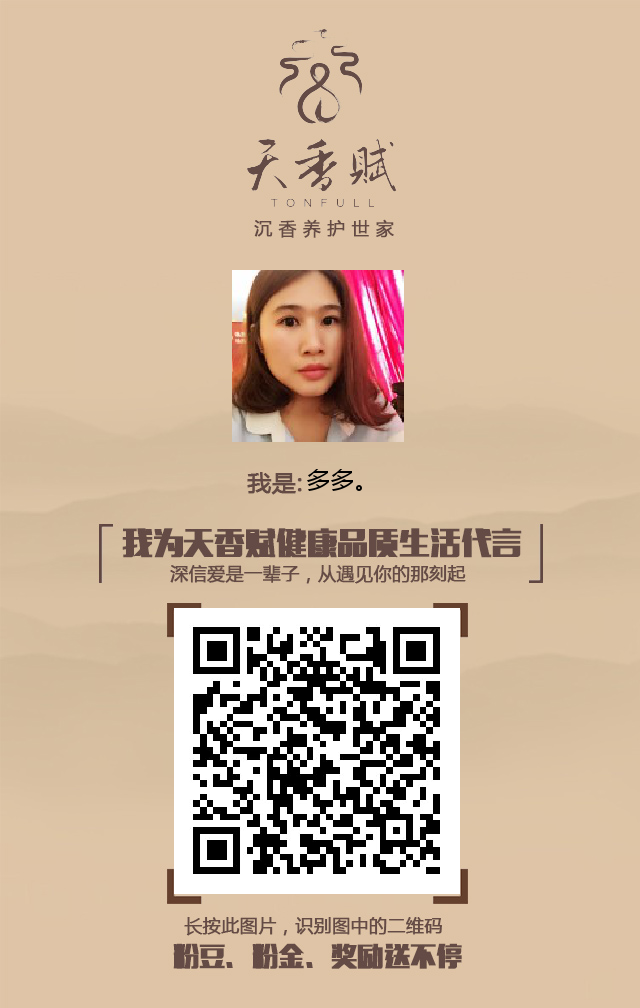 天香赋
TONFULL
沉香养护世家
我是:多多。
我为天香赋健康品质生活代言
深信爱是一辈子，从遇见你的那刻起
长按此图片，识别图中的二维码
粉豆、粉金、奖励送不停